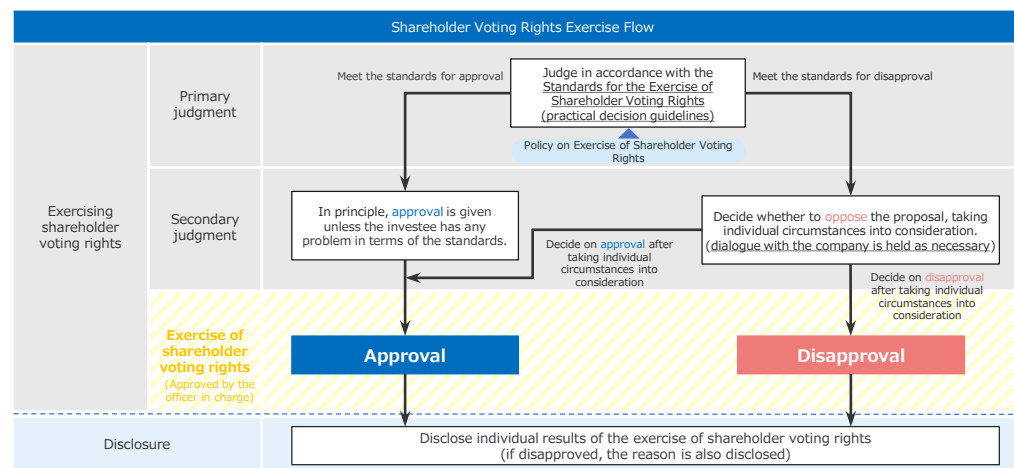 Shareholder Voting Rights Exercise Flow
Exercising
shareholder
voting rights
Primary
judgment
Meet the standards for approval
Judge in accordance with the
Standards for the Exercise of
Shareholder Voting Rights
(practical decision guidelines)
Meet the standards for disapproval
Policy on Exercise of Shareholder Voting
Rights
Secondary
judgment
In principle, approval is given
unless the investee has any
problem in terms of the standards.
Decide whether to oppose the proposal, taking
individual circumstances into consideration.
(dialogue with the company is held as necessary)
Decide on approval after
taking individual
circumstances into
consideration
Decide on disapproval
after taking individual
circumstances into
consideration
Exercise of
shareholder
voting rights
(Approved by the
officer in charge)
Approval
Disapproval
Disclosure
Disclose individual results of the exercise of shareholder voting rights
(if disapproved, the reason is also disclosed)